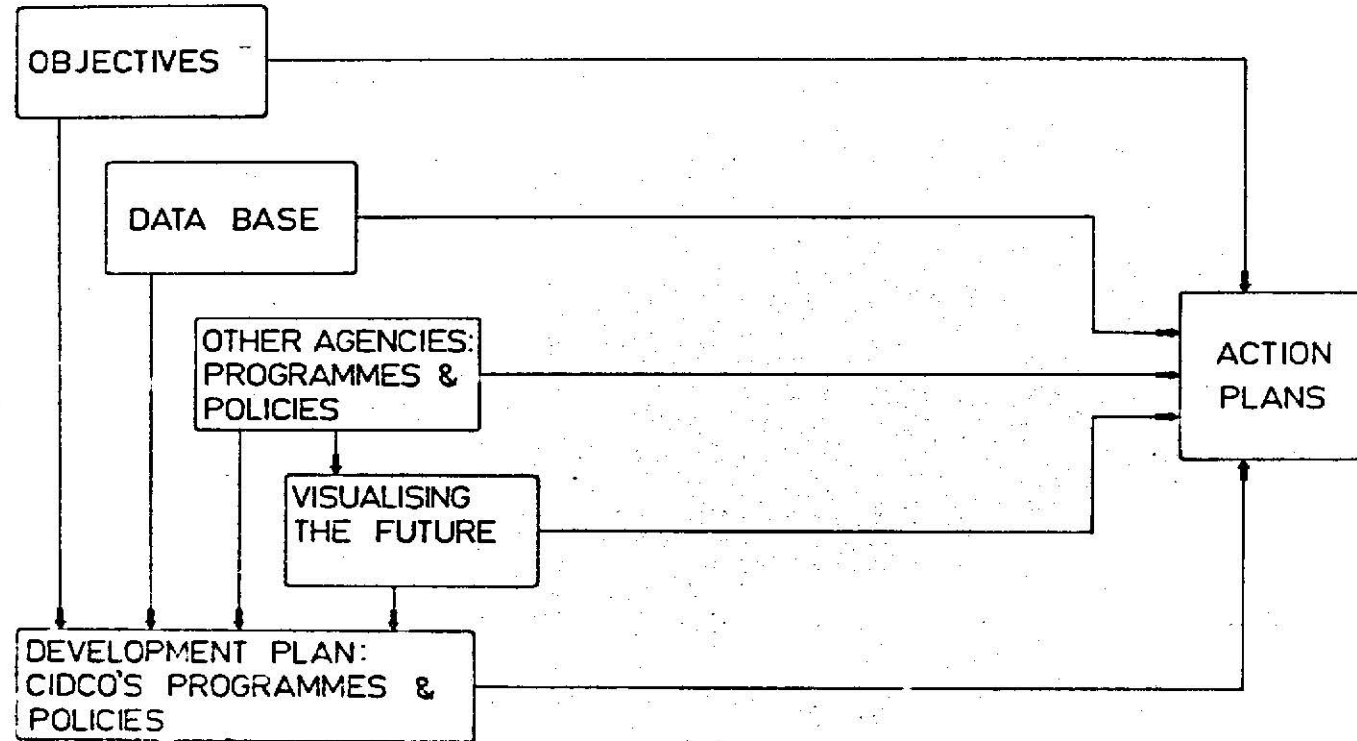 OBJECTIVES
DATA BASE
OTHER AGENCIES:
PROGRAMMES &
POLICIES
ACTION
PLANS
VISUALISING
THE FUTURE
DEVELOPMENT PLAN:
CIDCO'S PROGRAMMES &
POLICIES